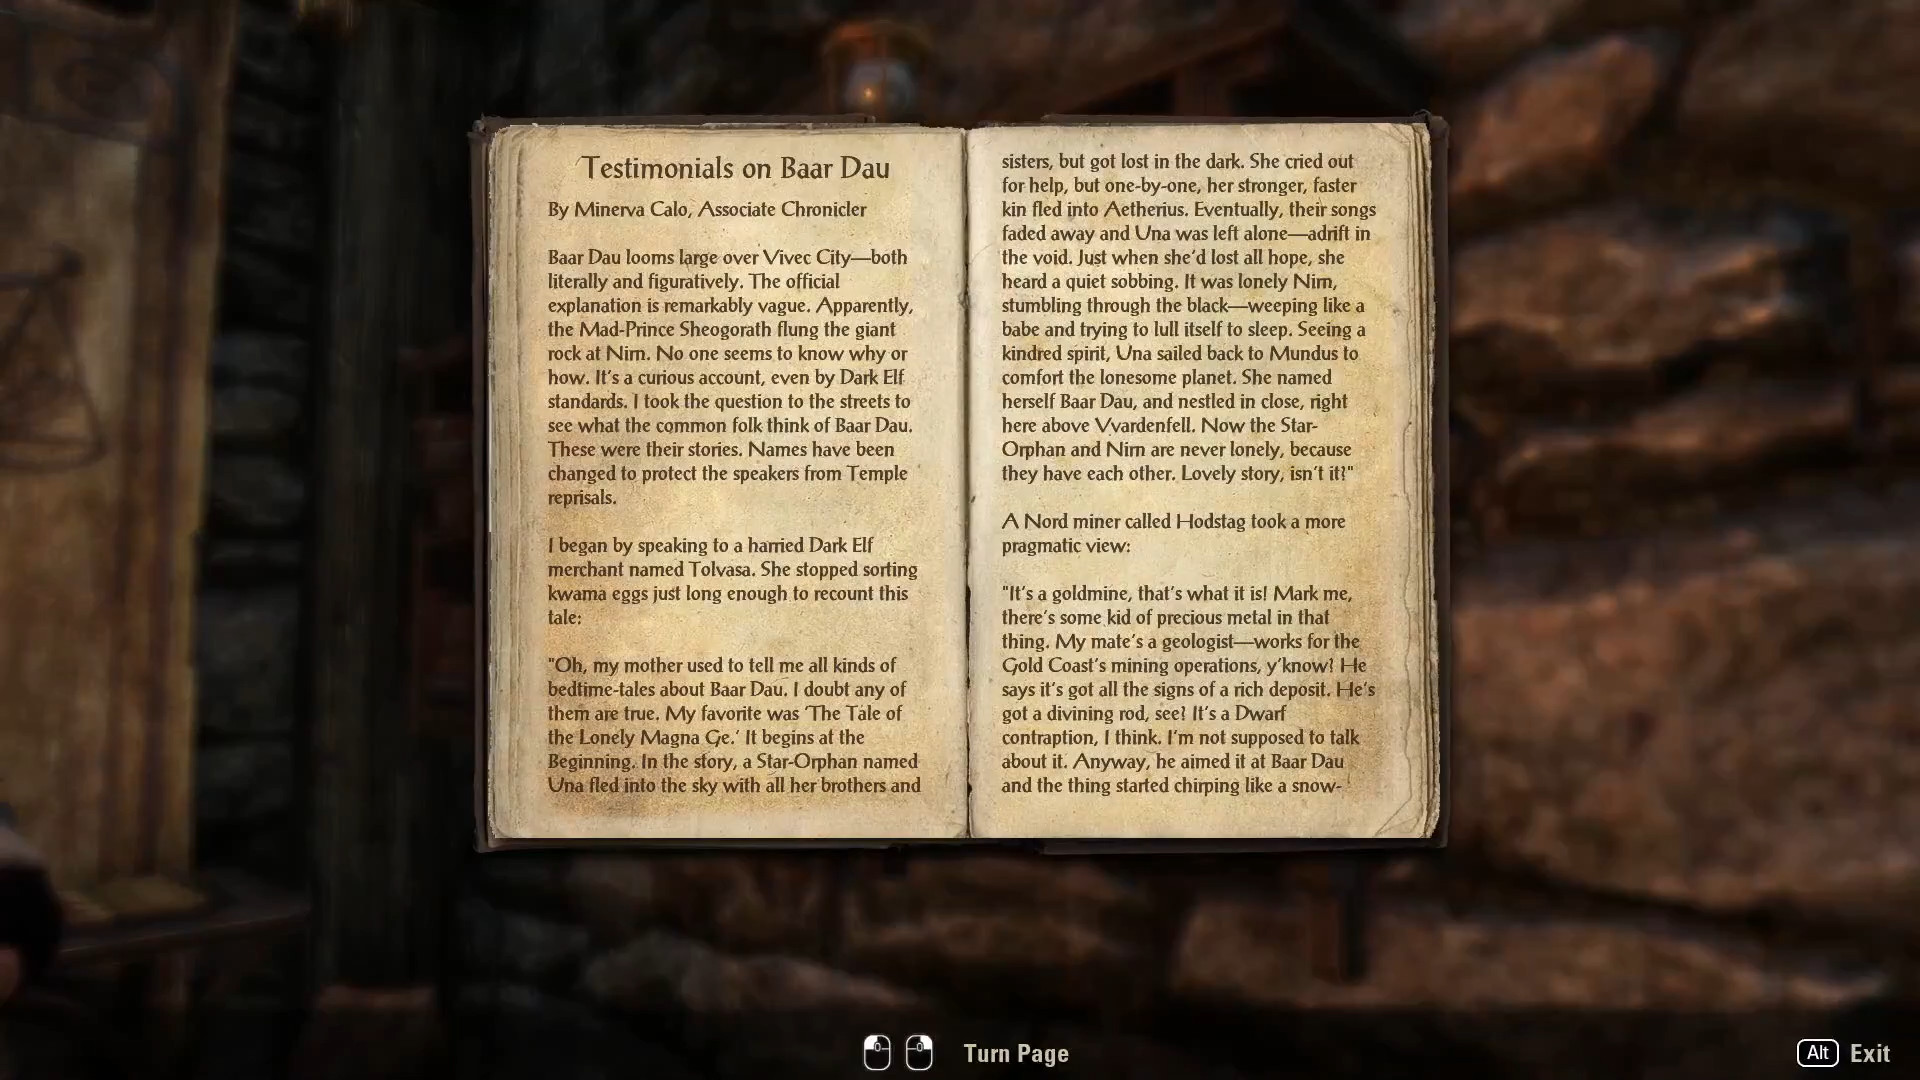 Testimonials on Baar Dau
By Minerva Calo, Associate Chronicler
Baar Dau looms large over Vivec City—both
literally and figuratively. The official
explanation is remarkably vague. Apparently,
the Mad-Prince Sheogorath flung the giant
rock at Nirn. No one seems to know why or
how. It's a curious account, even by Dark Elf
standards. I took the question to the streets to
see what the common folk think of Baar Dau.
These were their stories. Names have been
changed to protect the speakers from Temple
reprisals.
I began by speaking to a harried Dark Elf
merchant named Tolvasa. She stopped sorting
kwama eggs just long enough to recount this
tale:
"Oh, my mother used to tell me all kinds of
bedtime-tales about Baar Dau. I doubt any of
them are true. My favorite was 'The Tale of
the Lonely Magna Ge.' It begins at the
Beginning. In the story, a Star-Orphan named
Una fled into the sky with all her brothers and
sisters, but got lost in the dark. She cried out
for help, but one-by-one, her stronger, faster
kin fled into Aetherius. Eventually, their songs
faded away and Una was left alone—adrift in
the void. Just when she'd lost all hope, she
heard a quiet sobbing. It was lonely Nirn,
stumbling through the black—weeping like a
babe and trying to lull itself to sleep. Seeing a
kindred spirit, Una sailed back to Mundus to
comfort the lonesome planet. She named
herself Baar Dau, and nestled in close, right
here above Vvardenfell. Now the Star-
Orphan and Nirn are never lonely, because
they have each other. Lovely story, isn't it?"
A Nord miner called Hodstag took a more
pragmatic view:
"It's a goldmine, that's what it is! Mark me,
there's some kid of precious metal in that
thing. My mate's a geologist—works for the
Gold Coast's mining operations, y'know? He
says it's got all the signs of a rich deposit. He's
got a divining rod, see? It's a Dwarf
contraption, I think. I'm not supposed to talk
about it. Anyway, he aimed it at Baar Dau
and the thing started chirping like a snow-
Turn Page
Alt Exit